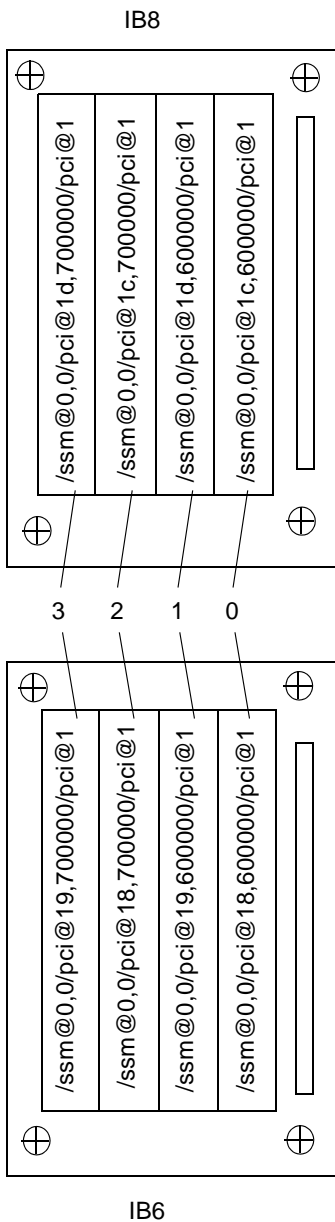 IB8
/ssm@0,0/pci@1d,700000/pci@1
/ssm@0,0/pci@1c,700000/pci@1
/ssm@0,0/pci@1d,600000/pci@1
/ssm@0,0/pci@1c,600000/pci@1
3 2 1 0
/ssm@0,0/pci@19,700000/pci@1
/ssm@0,0/pci@18,700000/pci@1
/ssm@0,0/pci@19,600000/pci@1
/ssm@0,0/pci@18,600000/pci@1
IB6